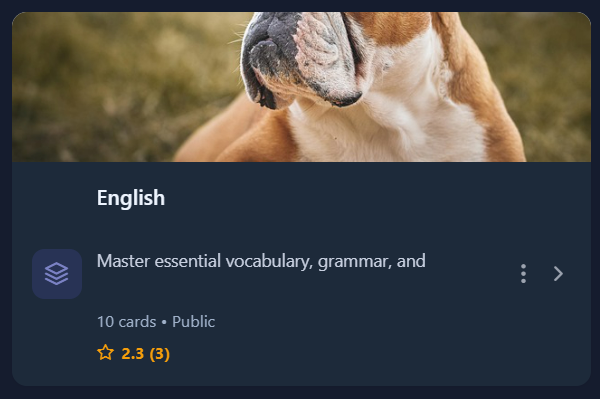 English
Master essential vocabulary, grammar, and
10 cards • Public
2.3 (3)